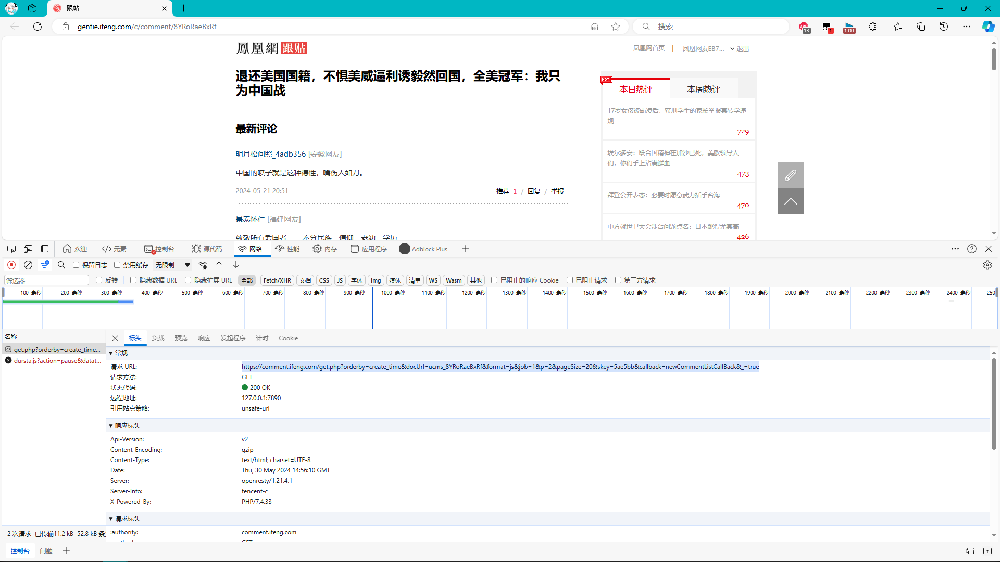 跟帖
gentie.ifeng.com/c/comment/8YRoRaeBxRf
搜索
ABP
13
1
1.00
鳳凰網 跟贴
凤凰网首页 | 凤凰网友EB7... 退出
退还美国国籍，不惧美威逼利诱毅然回国，全美冠军：我只
为中国战
最新评论
明月松间照_4adb356 [安徽网友]
中国的喷子就是这种德性，嘴伤人如刀。
2024-05-21 20:51
推荐 1 / 回复 / 举报
景泰怀仁 [福建网友]
致敬所有爱国者——不分民族、信仰、老幼、学历
HOT
本日热评 本周热评
17岁女孩被霸凌后，获刑学生的家长举报其转学违
规
729
埃尔多安：联合国精神在加沙已死，美欧领导人
们，你们手上沾满鲜血
473
拜登公开表态：必要时愿意武力插手台海
470
中方就世卫大会涉台问题点名：日本跳得尤其高
426
欢迎 元素 控制台 源代码 网络 性能 内存 应用程序 Adblock Plus
保留日志 禁用缓存 无限制
筛选器 反转 隐藏数据 URL 隐藏扩展 URL 全部 Fetch/XHR 文档 CSS JS 字体 Img 媒体 清单 WS Wasm 其他 已阻止的响应 Cookie 已阻止请求 第三方请求
100 毫秒 200 毫秒 300 毫秒 400 毫秒 500 毫秒 600 毫秒 700 毫秒 800 毫秒 900 毫秒 1000 毫秒 1100 毫秒 1200 毫秒 1300 毫秒 1400 毫秒 1500 毫秒 1600 毫秒 1700 毫秒 1800 毫秒 1900 毫秒 2000 毫秒 2100 毫秒 2200 毫秒 2300 毫秒 2400 毫秒 250
名称
get.php?orderby=create_time...
dursta.js?action=pause&datat...
标头 负载 预览 响应 发起程序 计时 Cookie
常规
请求 URL: https://comment.ifeng.com/get.php?orderby=create_time&docUrl=ucms_8YRoRaeBxRf&format=js&job=1&p=2&pageSize=20&skey=5ae5bb&callback=newCommentListCallBack&_=true
请求方法: GET
状态代码: 200 OK
远程地址: 127.0.0.1:7890
引用站点策略: unsafe-url
响应标头
Api-Version: v2
Content-Encoding: gzip
Content-Type: text/html; charset=UTF-8
Date: Thu, 30 May 2024 14:56:10 GMT
Server: openresty/1.21.4.1
Server-Info: tencent-c
X-Powered-By: PHP/7.4.33
请求标头
:authority: comment.ifeng.com
2 次请求 已传输11.2 kB 52.8 kB 条
控制台 问题